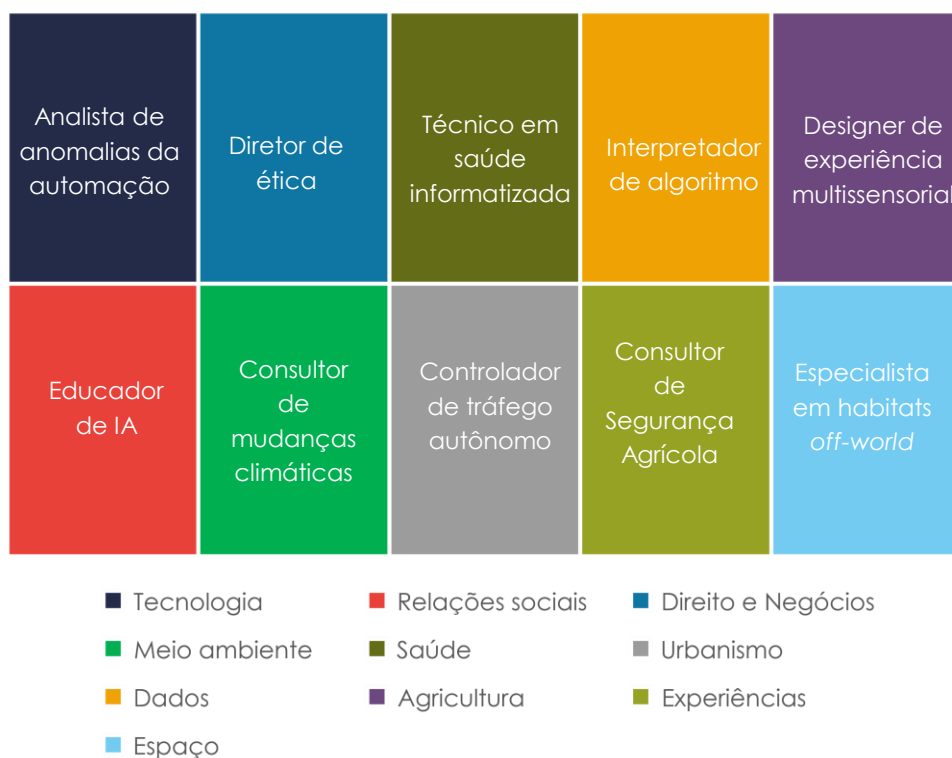 Analista de
anomalias da
automação
Diretor de
ética
Técnico em
saúde
informatizada
Interpretador
de algoritmo
Designer de
experiência
multissensorial
Educador
de IA
Consultor
de
mudanças
climáticas
Controlador
de tráfego
autônomo
Consultor
de
Segurança
Agrícola
Especialista
em habitats
off-world
Tecnologia
Relações sociais
Direito e Negócios
Meio ambiente
Saúde
Urbanismo
Dados
Agricultura
Experiências
Espaço